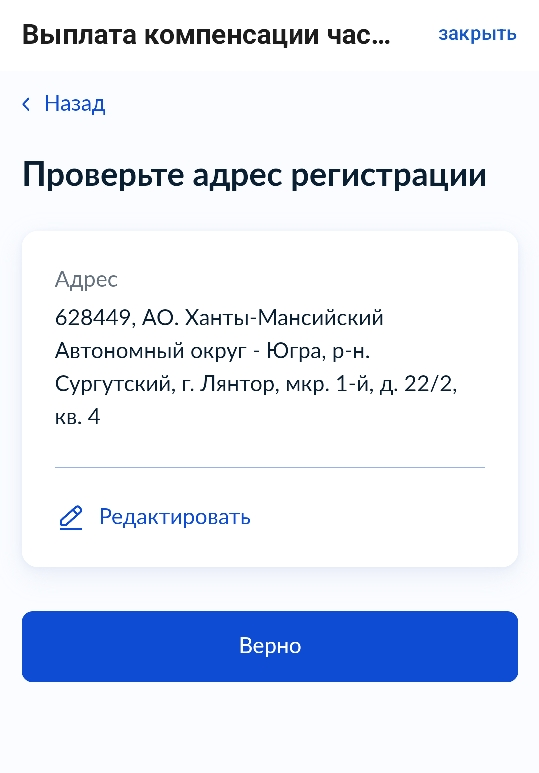 Выплата компенсации час...
закрыть
Назад
Проверьте адрес регистрации
Адрес
628449, АО. Ханты-Мансийский
Автономный округ - Югра, р-н.
Сургутский, г. Лянтор, мкр. 1-й, д. 22/2,
кв. 4
Редактировать
Верно